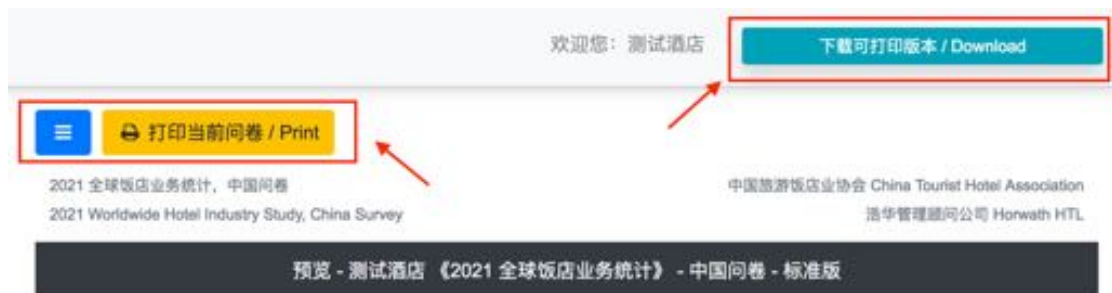 欢迎您：测试酒店
下载可打印版本 / Download
打印当前问卷 / Print
2021 全球饭店业务统计，中国问卷
中国旅游饭店业协会 China Tourist Hotel Association
2021 Worldwide Hotel Industry Study, China Survey
浩华管理顾问公司 Horwath HTL
预览 - 测试酒店 《2021 全球饭店业务统计》 - 中国问卷 - 标准版